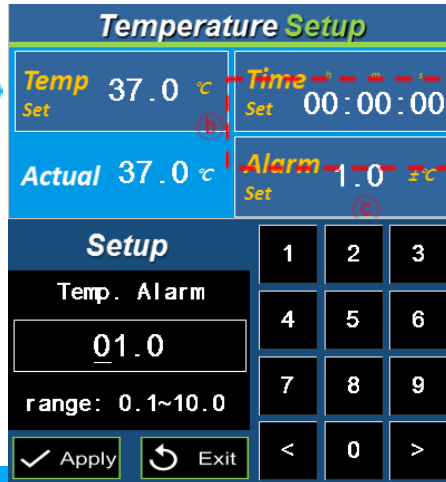 Temperature Setup
Temp Set 37.0 ℃
Time Set h m s 00:00:00
ⓑ
Actual 37.0 ℃
Alarm Set 1.0 ±℃
ⓒ
Setup
Temp. Alarm
01.0
range: 0.1~10.0
Apply Exit
1 2 3
4 5 6
7 8 9
< 0 >